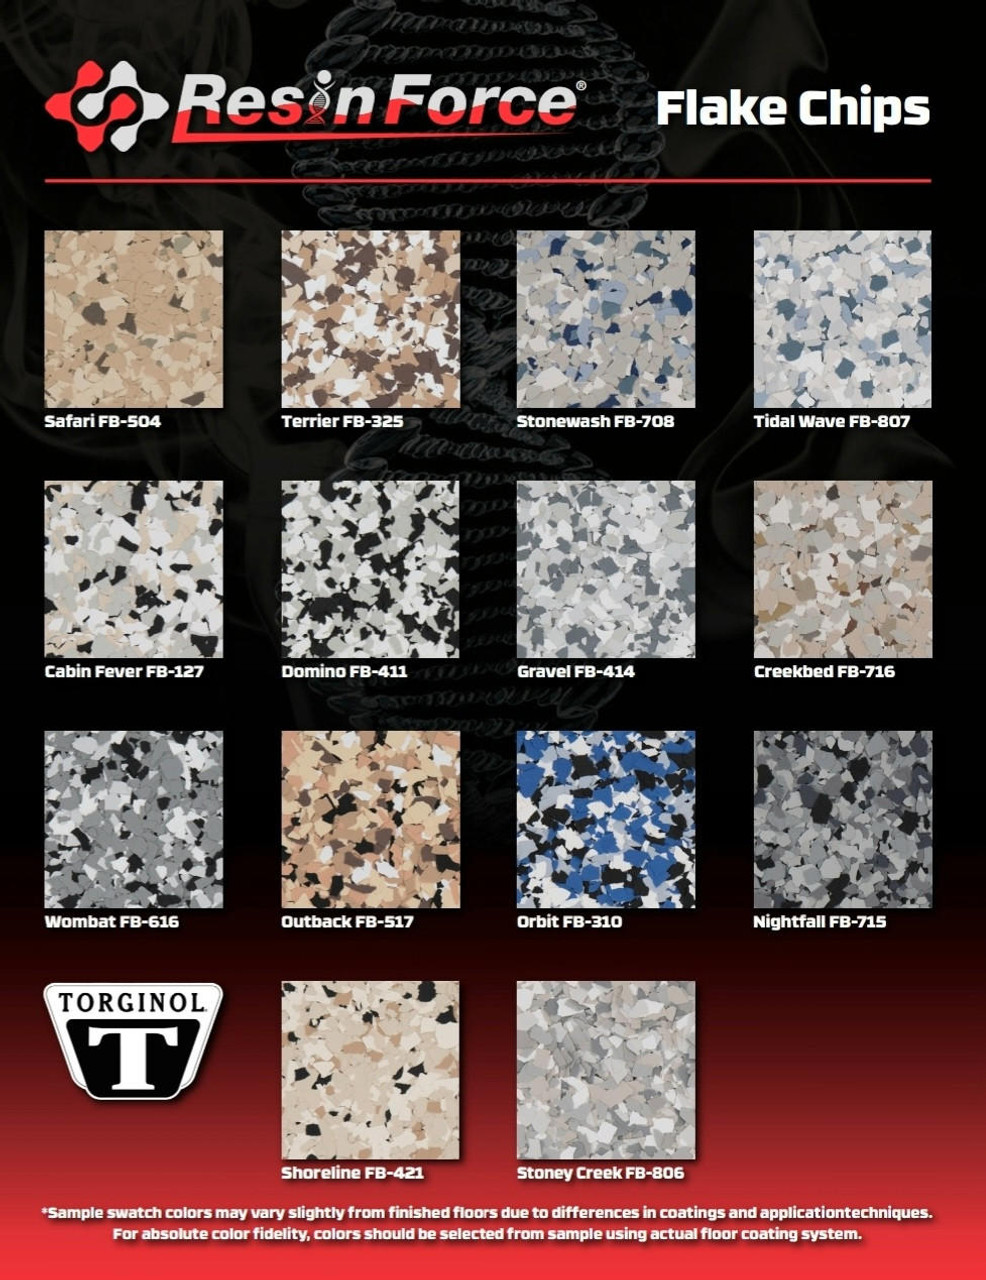 ResinForce®
Flake Chips
Safari FB-504
Terrier FB-325
Stonewash FB-708
Tidal Wave FB-807
Cabin Fever FB-127
Domino FB-411
Gravel FB-414
Creekbed FB-716
Wombat FB-616
Outback FB-517
Orbit FB-310
Nightfall FB-715
TORGINOL
T
Shoreline FB-421
Stoney Creek FB-806
*Sample swatch colors may vary slightly from finished floors due to differences in coatings and applicationtechniques.
For absolute color fidelity, colors should be selected from sample using actual floor coating system.